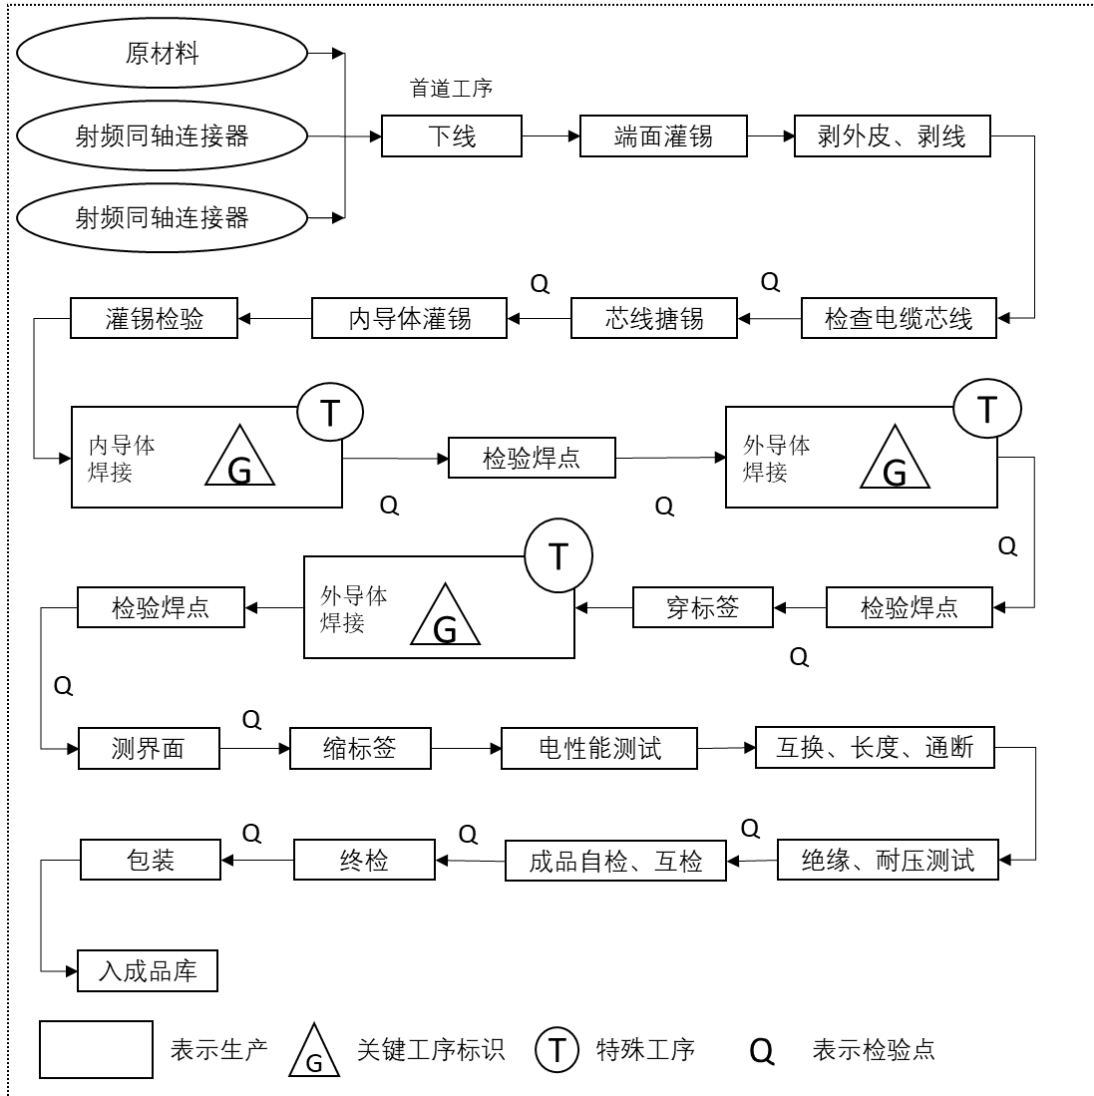 原材料
首道工序
射频同轴连接器
下线
端面灌锡
剥外皮、剥线
射频同轴连接器
Q
Q
灌锡检验
内导体灌锡
芯线搪锡
检查电缆芯线
T
T
内导体
焊接
G
检验焊点
外导体
焊接
G
Q
Q
Q
T
检验焊点
外导体
焊接
G
穿标签
检验焊点
Q
Q
Q
测界面
缩标签
电性能测试
互换、长度、通断
Q
Q
Q
包装
终检
成品自检、互检
绝缘、耐压测试
入成品库
表示生产
G
关键工序标识
T
特殊工序
Q
表示检验点